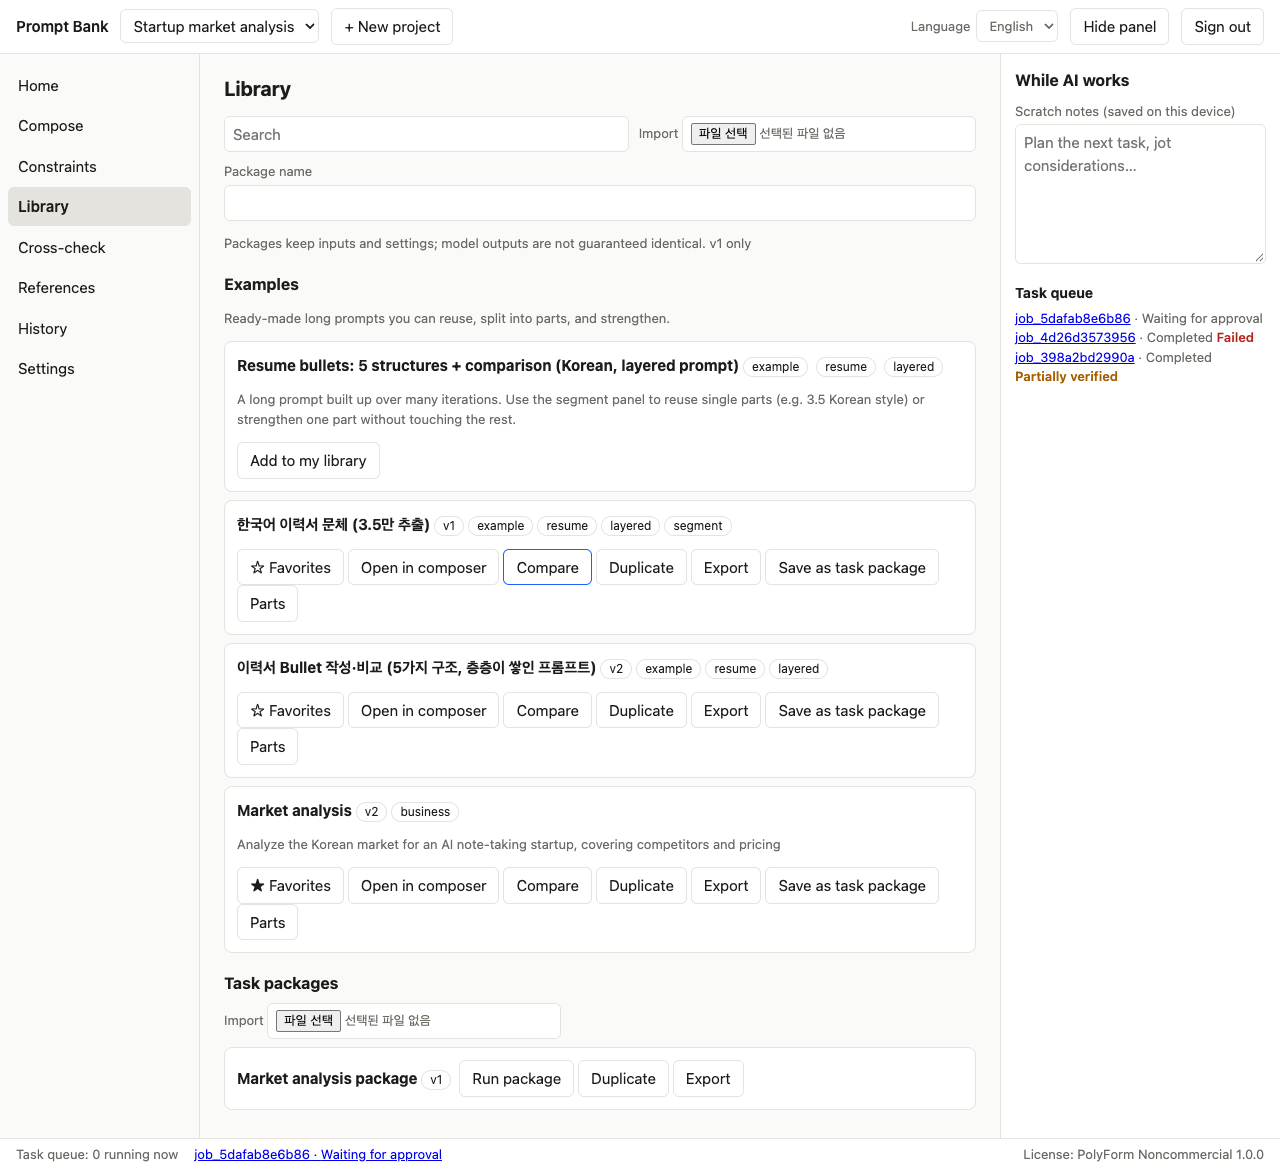 Prompt Bank
Startup market analysis
+ New project
Language
English
Hide panel
Sign out
Home
Compose
Constraints
Library
Cross-check
References
History
Settings
Library
Search
Import
파일 선택 선택된 파일 없음
Package name
Packages keep inputs and settings; model outputs are not guaranteed identical. v1 only
Examples
Ready-made long prompts you can reuse, split into parts, and strengthen.
Resume bullets: 5 structures + comparison (Korean, layered prompt) example resume layered
A long prompt built up over many iterations. Use the segment panel to reuse single parts (e.g. 3.5 Korean style) or
strengthen one part without touching the rest.
Add to my library
한국어 이력서 문체 (3.5만 추출) v1 example resume layered segment
☆ Favorites Open in composer Compare Duplicate Export Save as task package
Parts
이력서 Bullet 작성·비교 (5가지 구조, 층층이 쌓인 프롬프트) v2 example resume layered
☆ Favorites Open in composer Compare Duplicate Export Save as task package
Parts
Market analysis v2 business
Analyze the Korean market for an AI note-taking startup, covering competitors and pricing
★ Favorites Open in composer Compare Duplicate Export Save as task package
Parts
Task packages
Import 파일 선택 선택된 파일 없음
Market analysis package v1 Run package Duplicate Export
While AI works
Scratch notes (saved on this device)
Plan the next task, jot
considerations...
Task queue
job_5dafab8e6b86 · Waiting for approval
job_4d26d3573956 · Completed Failed
job_398a2bd2990a · Completed
Partially verified
Task queue: 0 running now
job_5dafab8e6b86 · Waiting for approval
License: PolyForm Noncommercial 1.0.0